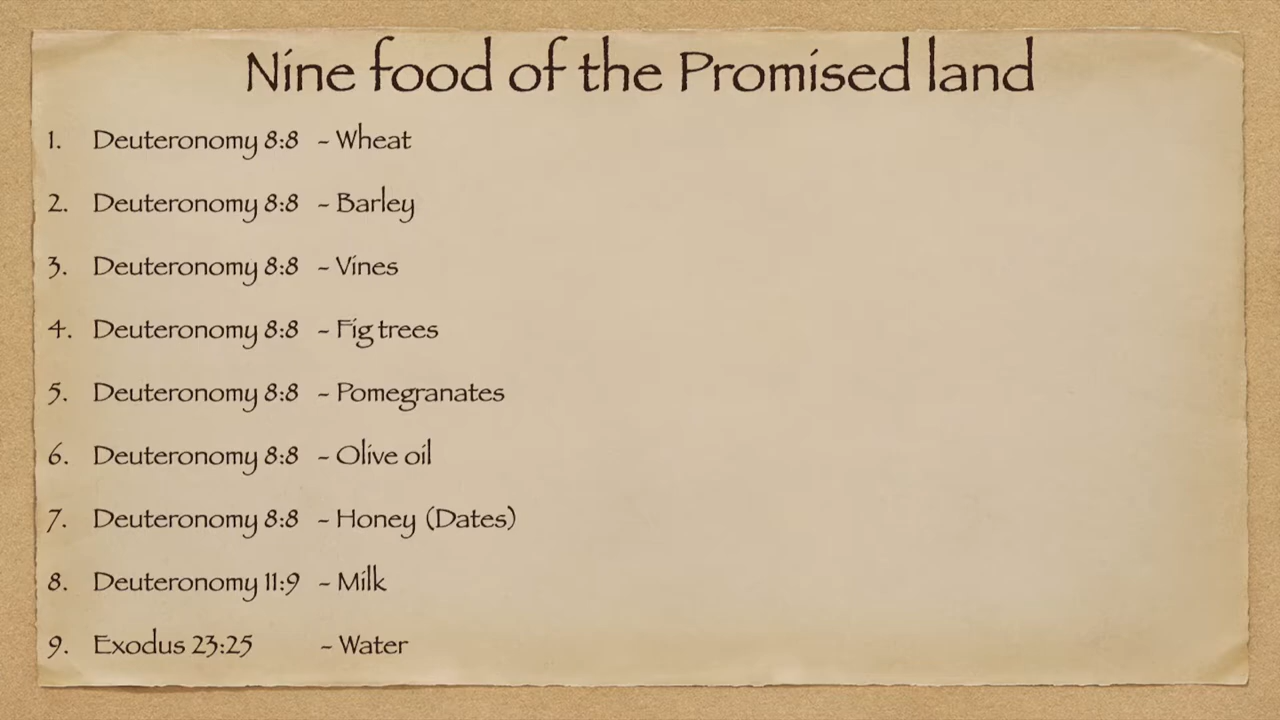 Nine food of the Promised land
1. Deuteronomy 8:8 - Wheat
2. Deuteronomy 8:8 - Barley
3. Deuteronomy 8:8 - Vines
4. Deuteronomy 8:8 - Fig trees
5. Deuteronomy 8:8 - Pomegranates
6. Deuteronomy 8:8 - Olive oil
7. Deuteronomy 8:8 - Honey (Dates)
8. Deuteronomy 11:9 - Milk
9. Exodus 23:25 - Water